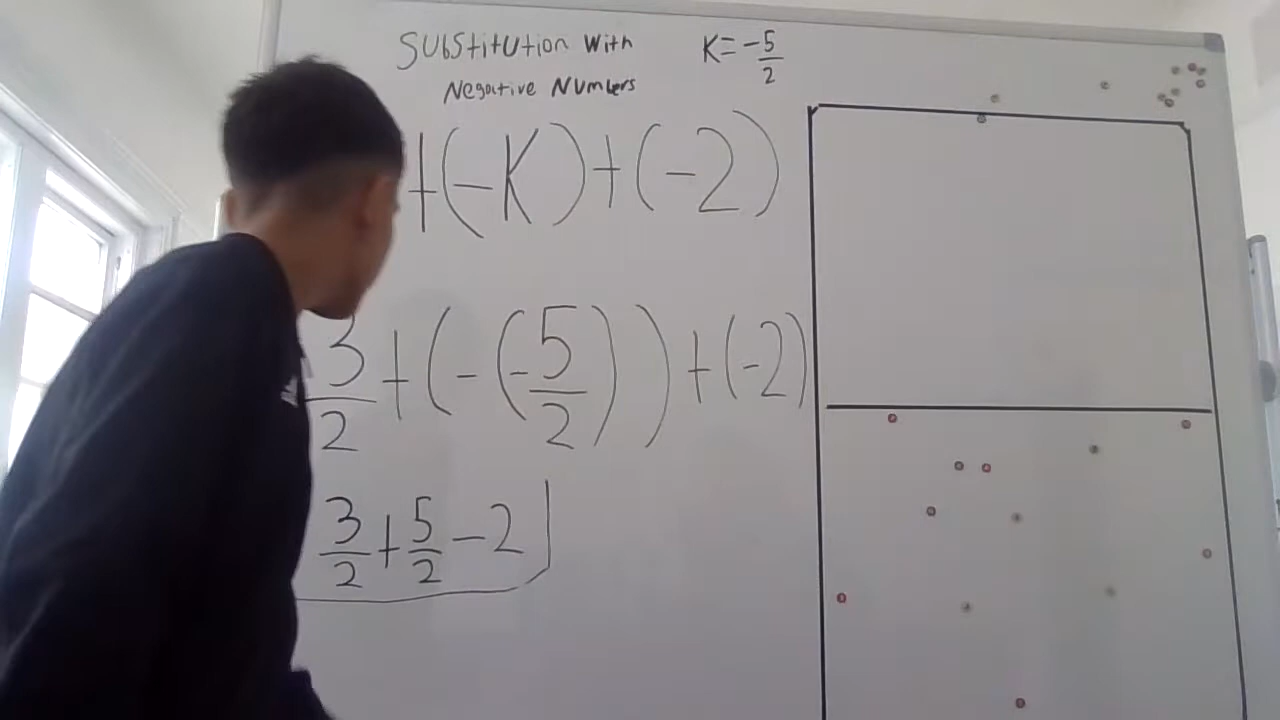 Substitution With
Negative Numbers
K=-5/2
+(-K)+(-2)
3/2+(-(-5/2))+(-2)
3/2+5/2-2